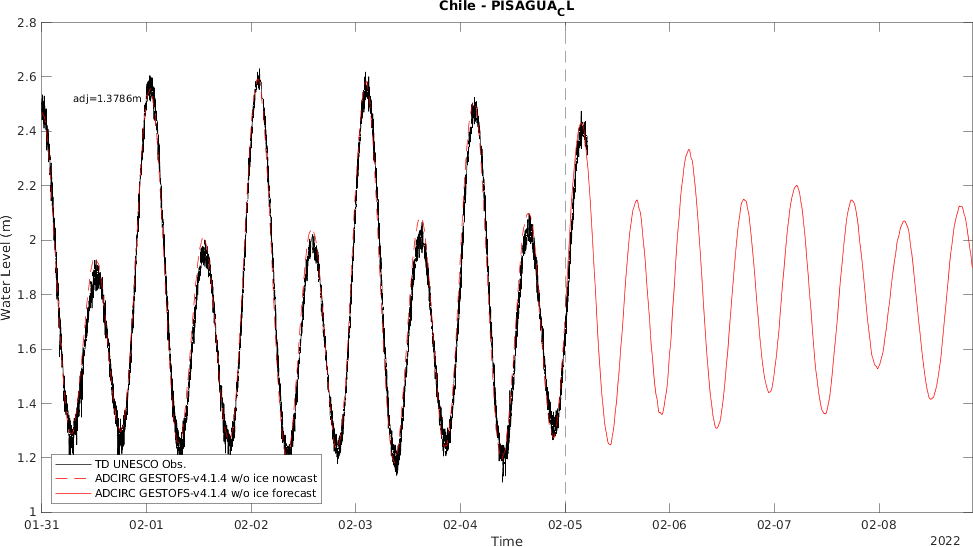 Chile - PISAGUA_CL
2.8
2.6
adj=1.3786m
2.4
2.2
2
1.8
1.6
1.4
1.2
1
Water Level (m)
TD UNESCO Obs.
ADCIRC GESTOFS-v4.1.4 w/o ice nowcast
ADCIRC GESTOFS-v4.1.4 w/o ice forecast
01-31 02-01 02-02 02-03 02-04 02-05 02-06 02-07 02-08
Time
2022